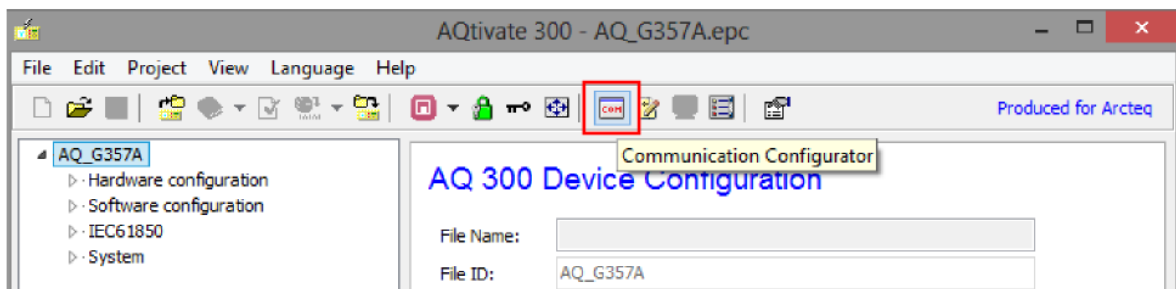 AQtivate 300 - AQ_G357A.epc
File Edit Project View Language Help
COM
Produced for Arcteq
Communication Configurator
AQ_G357A
Hardware configuration
Software configuration
IEC61850
System
AQ 300 Device Configuration
File Name:
File ID: AQ_G357A